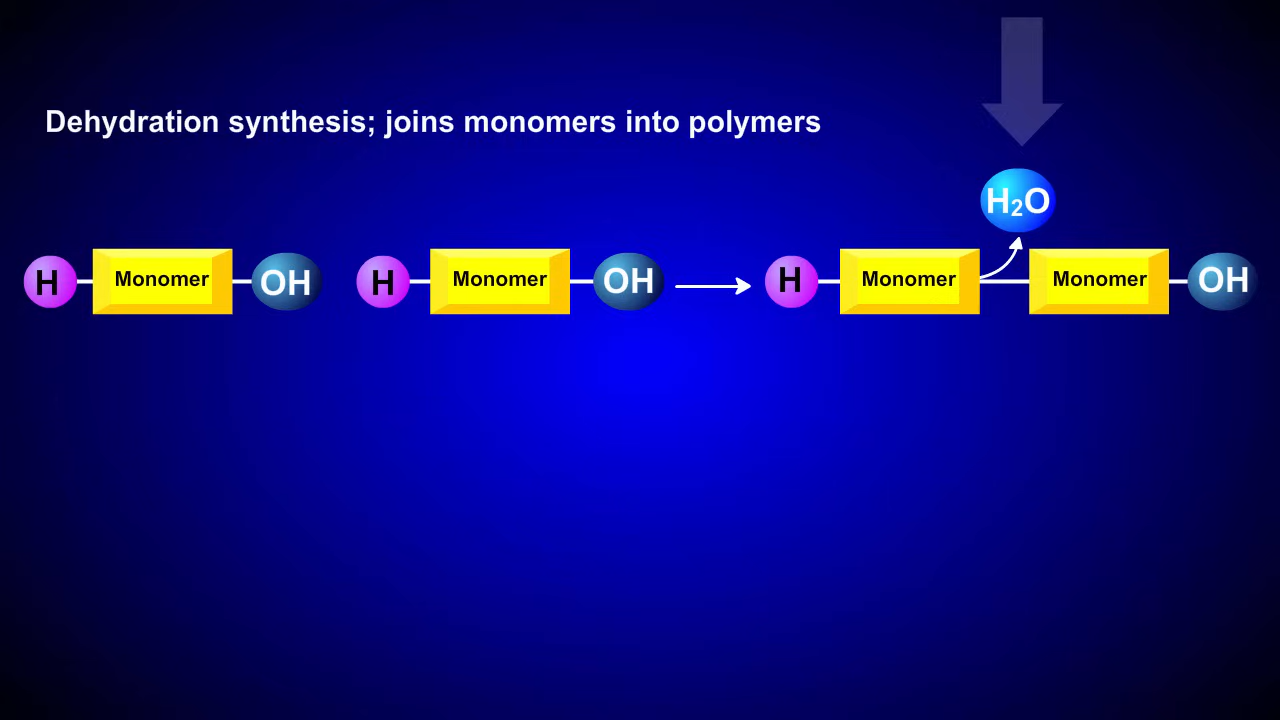 Dehydration synthesis; joins monomers into polymers
H₂O
H Monomer OH H Monomer OH H Monomer Monomer OH